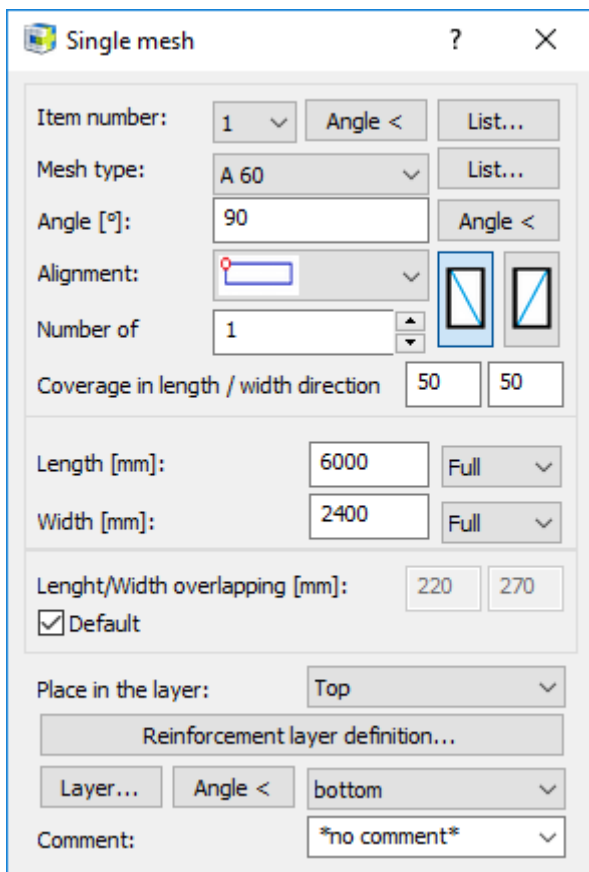 Single mesh ?
Item number: 1 Angle < List...
Mesh type: A 60 List...
Angle [°]: 90 Angle <
Alignment:
Number of 1
Coverage in length / width direction 50 50
Length [mm]: 6000 Full
Width [mm]: 2400 Full
Lenght/Width overlapping [mm]: 220 270
Default
Place in the layer: Top
Reinforcement layer definition...
Layer... Angle < bottom
Comment: *no comment*